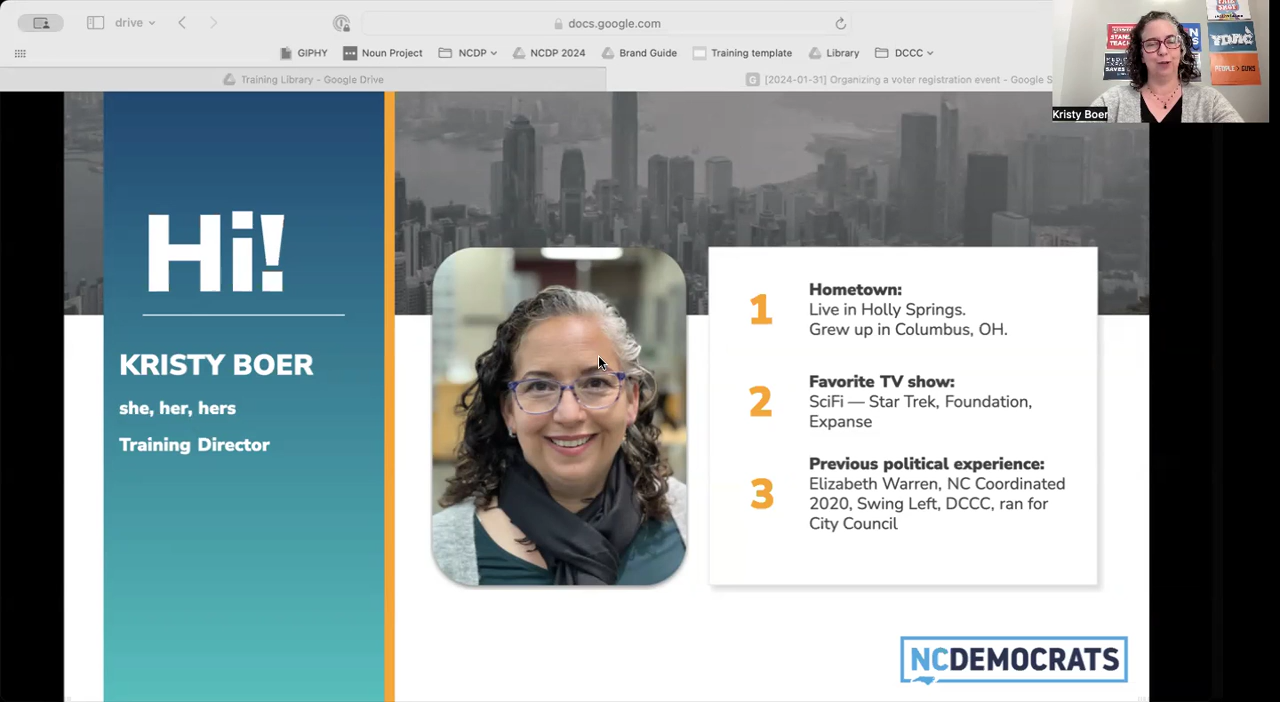 drive
docs.google.com
GIPHY
Noun Project
NCDP
NCDP 2024
Brand Guide
Training template
Library
DCCC
Training Library - Google Drive
[2024-01-31] Organizing a voter registration event - Google S
Kristy Boer
PEOPLE > GUNS
Hi!
KRISTY BOER
she, her, hers
Training Director
1
Hometown:
Live in Holly Springs.
Grew up in Columbus, OH.
2
Favorite TV show:
SciFi — Star Trek, Foundation,
Expanse
3
Previous political experience:
Elizabeth Warren, NC Coordinated
2020, Swing Left, DCCC, ran for
City Council
NCDEMOCRATS